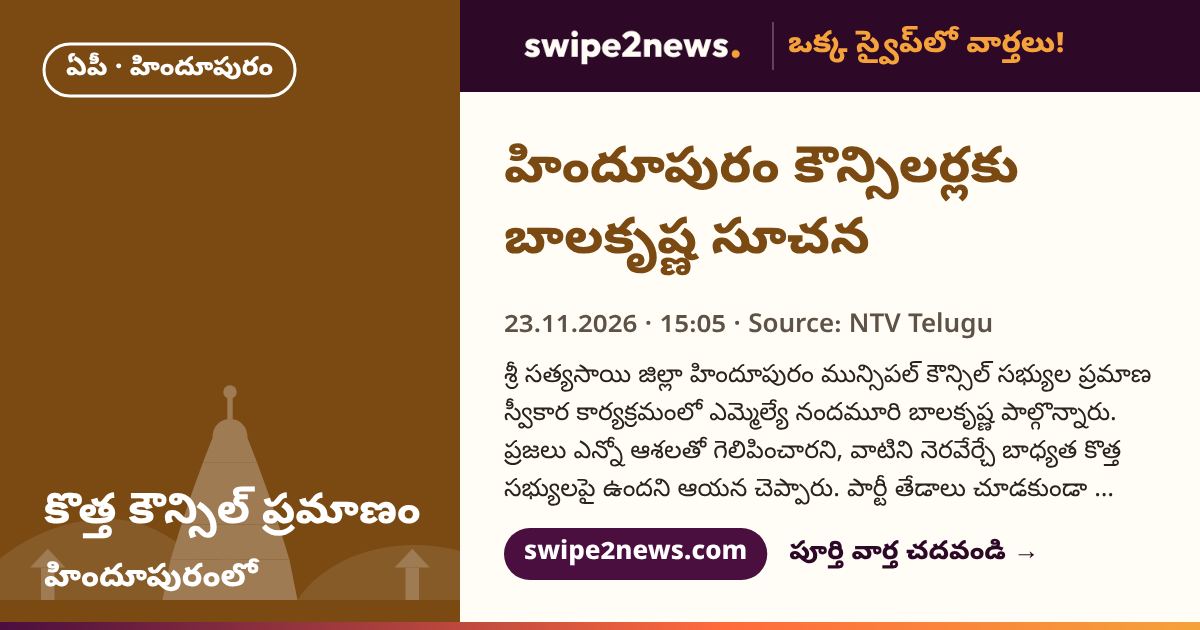 ఏపీ · హిందూపురం
కొత్త కౌన్సిల్ ప్రమాణం
హిందూపురంలో
swipe2news.
ఒక్క స్వైప్‌లో వార్తలు!
హిందూపురం కౌన్సిలర్లకు
బాలకృష్ణ సూచన
23.11.2026 · 15:05 · Source: NTV Telugu
శ్రీ సత్యసాయి జిల్లా హిందూపురం మున్సిపల్ కౌన్సిల్ సభ్యుల ప్రమాణ
స్వీకార కార్యక్రమంలో ఎమ్మెల్యే నందమూరి బాలకృష్ణ పాల్గొన్నారు.
ప్రజలు ఎన్నో ఆశలతో గెలిపించారని, వాటిని నెరవేర్చే బాధ్యత కొత్త
సభ్యులపై ఉందని ఆయన చెప్పారు. పార్టీ తేడాలు చూడకుండా ...
swipe2news.com
పూర్తి వార్త చదవండి →